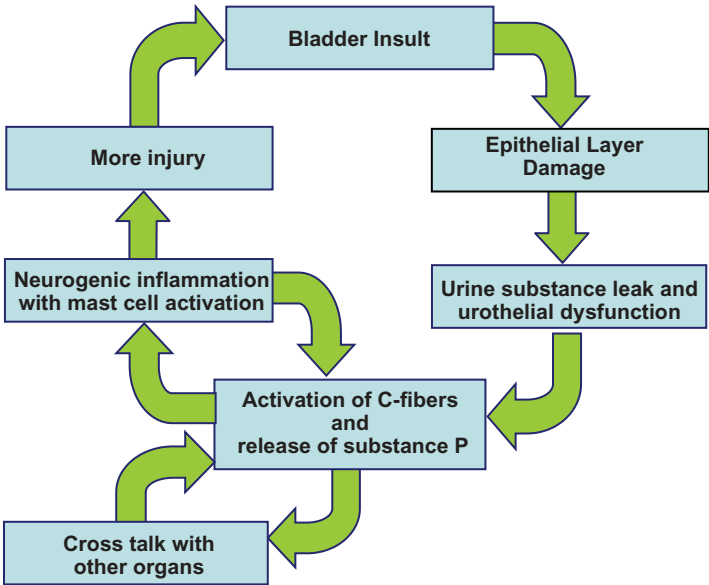 Bladder Insult
Epithelial Layer
Damage
Urine substance leak and
urothelial dysfunction
Activation of C-fibers
and
release of substance P
Cross talk with
other organs
Neurogenic inflammation
with mast cell activation
More injury